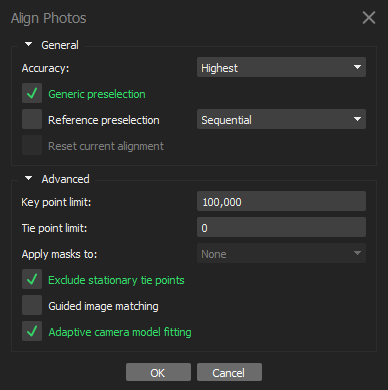 Align Photos
General
Accuracy: Highest
Generic preselection
Reference preselection Sequential
Reset current alignment
Advanced
Key point limit: 100,000
Tie point limit: 0
Apply masks to: None
Exclude stationary tie points
Guided image matching
Adaptive camera model fitting
OK Cancel